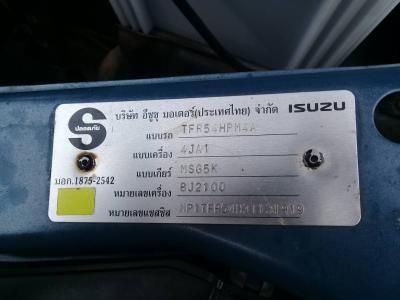 S
ปลอดภัย
มอก. 1875-2542
บริษัท อีซูซุ มอเตอร์(ประเทศไทย) จำกัด ISUZU
แบบรถ TFR54HPM4A
แบบเครื่อง 4JA1
แบบเกียร์ MSG5K
หมายเลขเครื่อง BJ2100
หมายเลขแชสซีส